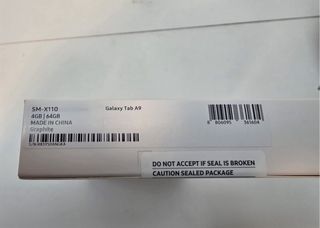 SM-X110
Galaxy Tab A9
4GB | 64GB
MADE IN CHINA
Graphite
DO NOT ACCEPT IF SEAL IS BROKEN
CAUTION SEALED PACKAGE